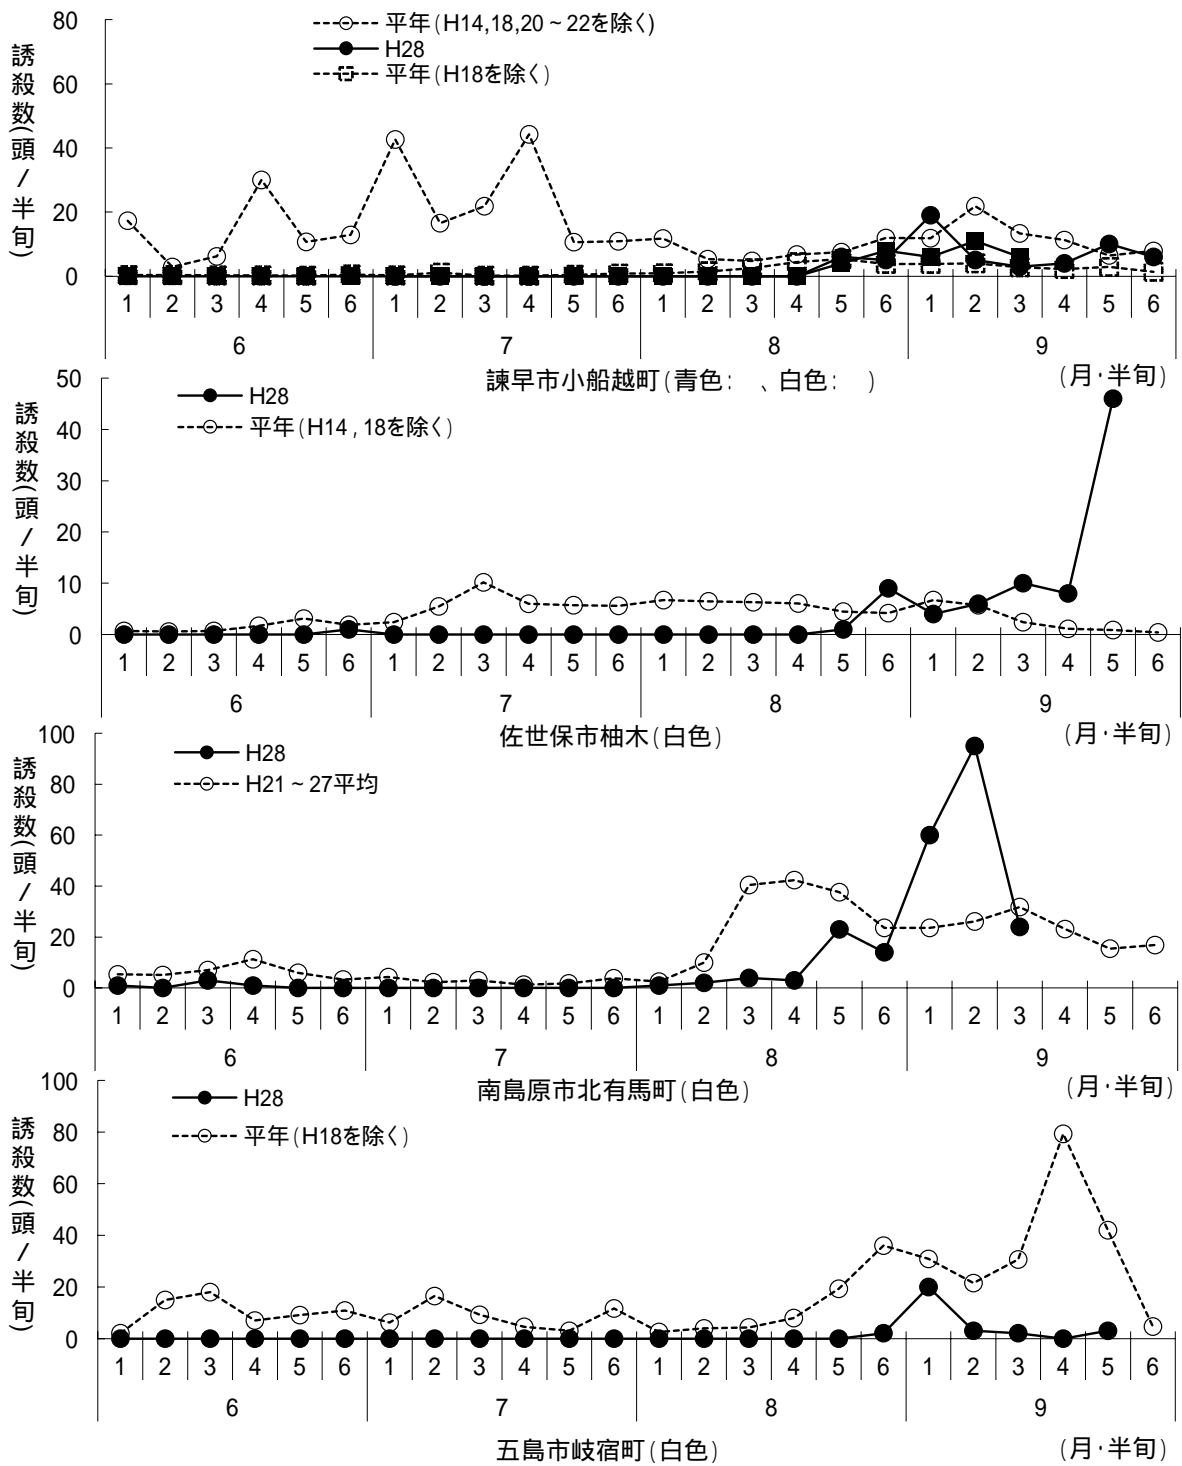 80
60
40
20
0
誘殺数(頭/半旬)
平年(H14,18,20~22を除く)
H28
平年(H18を除く)
1 2 3 4 5 6 1 2 3 4 5 6 1 2 3 4 5 6 1 2 3 4 5 6
6 7 8 9
諫早市小船越町(青色: 、白色: )
(月・半旬)
50
40
30
20
10
0
誘殺数(頭/半旬)
H28
平年(H14,18を除く)
1 2 3 4 5 6 1 2 3 4 5 6 1 2 3 4 5 6 1 2 3 4 5 6
6 7 8 9
佐世保市柚木(白色)
(月・半旬)
100
80
60
40
20
0
誘殺数(頭/半旬)
H28
H21~27平均
1 2 3 4 5 6 1 2 3 4 5 6 1 2 3 4 5 6 1 2 3 4 5 6
6 7 8 9
南島原市北有馬町(白色)
(月・半旬)
100
80
60
40
20
0
誘殺数(頭/半旬)
H28
平年(H18を除く)
1 2 3 4 5 6 1 2 3 4 5 6 1 2 3 4 5 6 1 2 3 4 5 6
6 7 8 9
五島市岐宿町(白色)
(月・半旬)